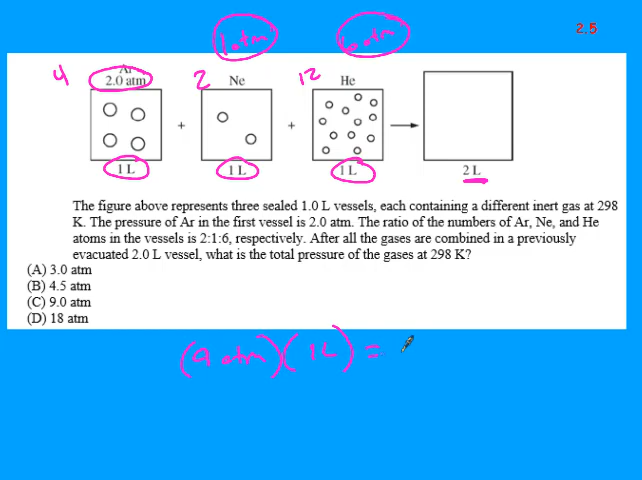 2.5
1 atm
6 atm
4
Ar
2.0 atm
2
Ne
12
He
+
+
1 L
1 L
1 L
2 L
The figure above represents three sealed 1.0 L vessels, each containing a different inert gas at 298
K. The pressure of Ar in the first vessel is 2.0 atm. The ratio of the numbers of Ar, Ne, and He
atoms in the vessels is 2:1:6, respectively. After all the gases are combined in a previously
evacuated 2.0 L vessel, what is the total pressure of the gases at 298 K?
(A) 3.0 atm
(B) 4.5 atm
(C) 9.0 atm
(D) 18 atm
(9 atm)(1L) =